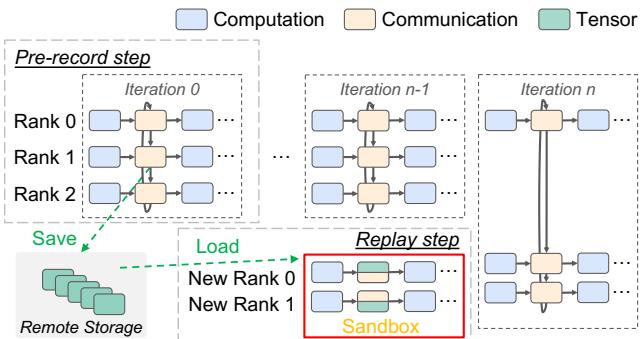 Computation Communication Tensor
Pre-record step
Iteration 0 Iteration n-1 Iteration n
Rank 0 ... ... ...
Rank 1 ... ... ...
Rank 2 ... ...
Save
Load
Replay step
New Rank 0 ... ...
New Rank 1 ... ...
Sandbox
Remote Storage